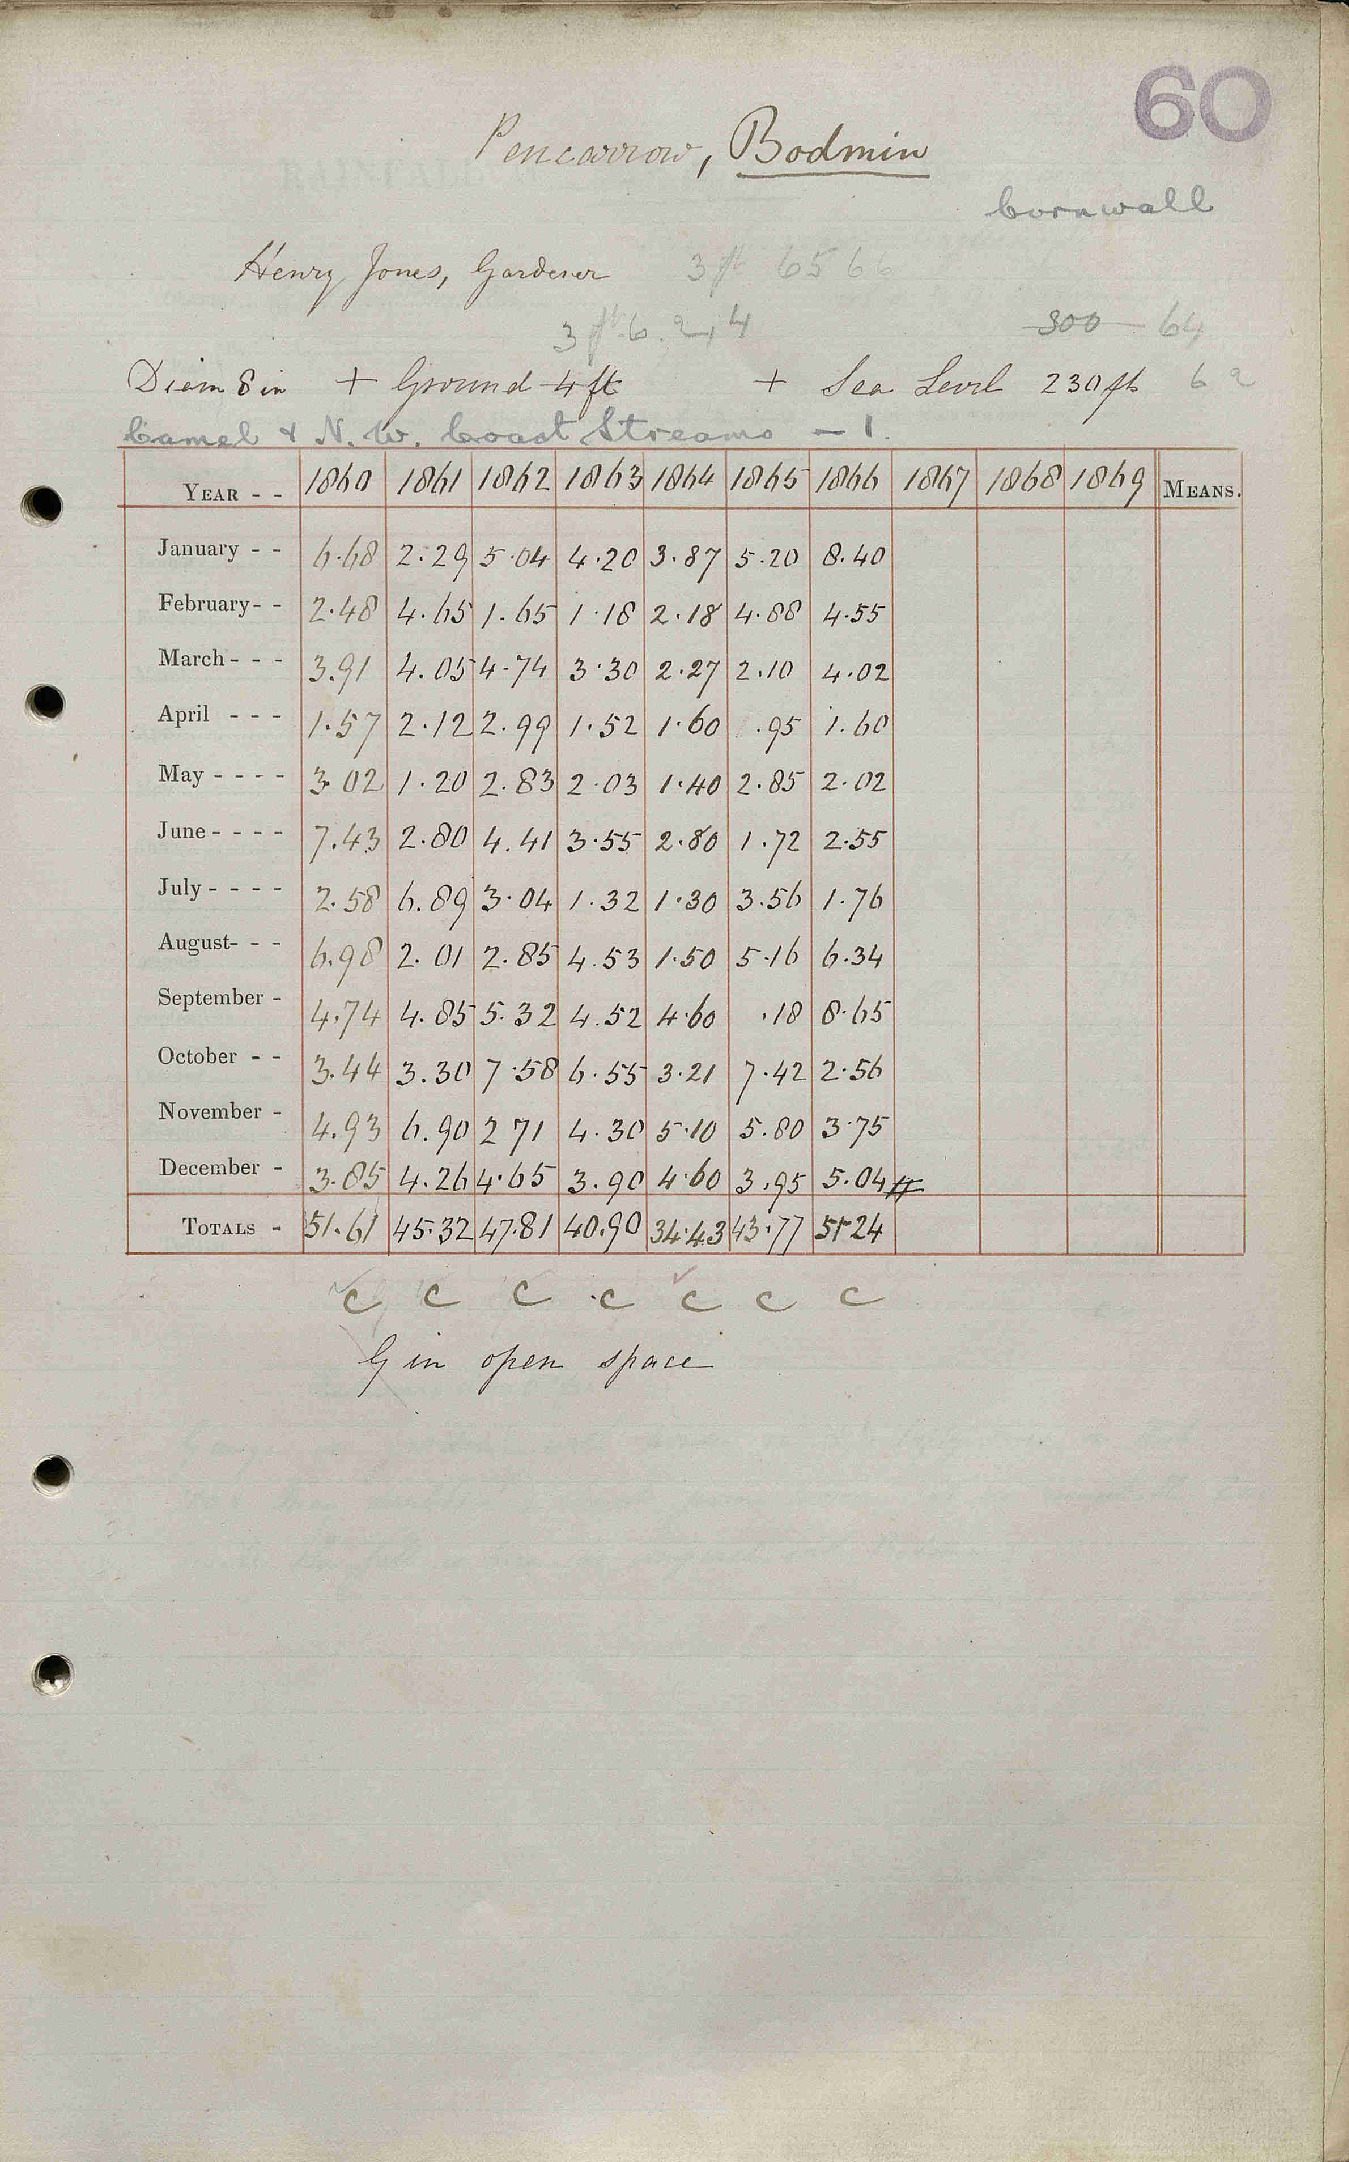 60
Pencarrow, Bodmin
Cornwall
Henry Jones, Gardener 3 ft 65 66
300 64
Diam 8 in + Ground 4 ft + Sea Level 230 ft 62
Camel & N. W. Coast Streams — 1.
YEAR - - 1860 1861 1862 1863 1864 1865 1866 1867 1868 1869 MEANS.
January - - 6.68 2.29 5.04 4.20 3.87 5.20 8.40
February- - 2.48 4.65 1.65 1.18 2.18 4.88 4.55
March - - - 3.91 4.05 4.74 3.30 2.27 2.10 4.02
April - - - 1.57 2.12 2.99 1.52 1.60 .95 1.60
May - - - - 3.02 1.20 2.83 2.03 1.40 2.85 2.02
June - - - - 7.43 2.80 4.41 3.55 2.80 1.72 2.55
July - - - - 2.58 6.89 3.04 1.32 1.30 3.56 1.76
August- - - 6.98 2.01 2.85 4.53 1.50 5.16 6.34
September - 4.74 4.85 5.32 4.52 4.60 .18 8.65
October - - 3.44 3.30 7.58 6.55 3.21 7.42 2.56
November - 4.93 6.90 2 71 4.30 5.10 5.80 3.75
December - 3.85 4.26 4.65 3.90 4.60 3.95 5.04
TOTALS - 51.61 45.32 47.81 40.90 34.43 43.77 51.24
C C C C C C C
G in open space